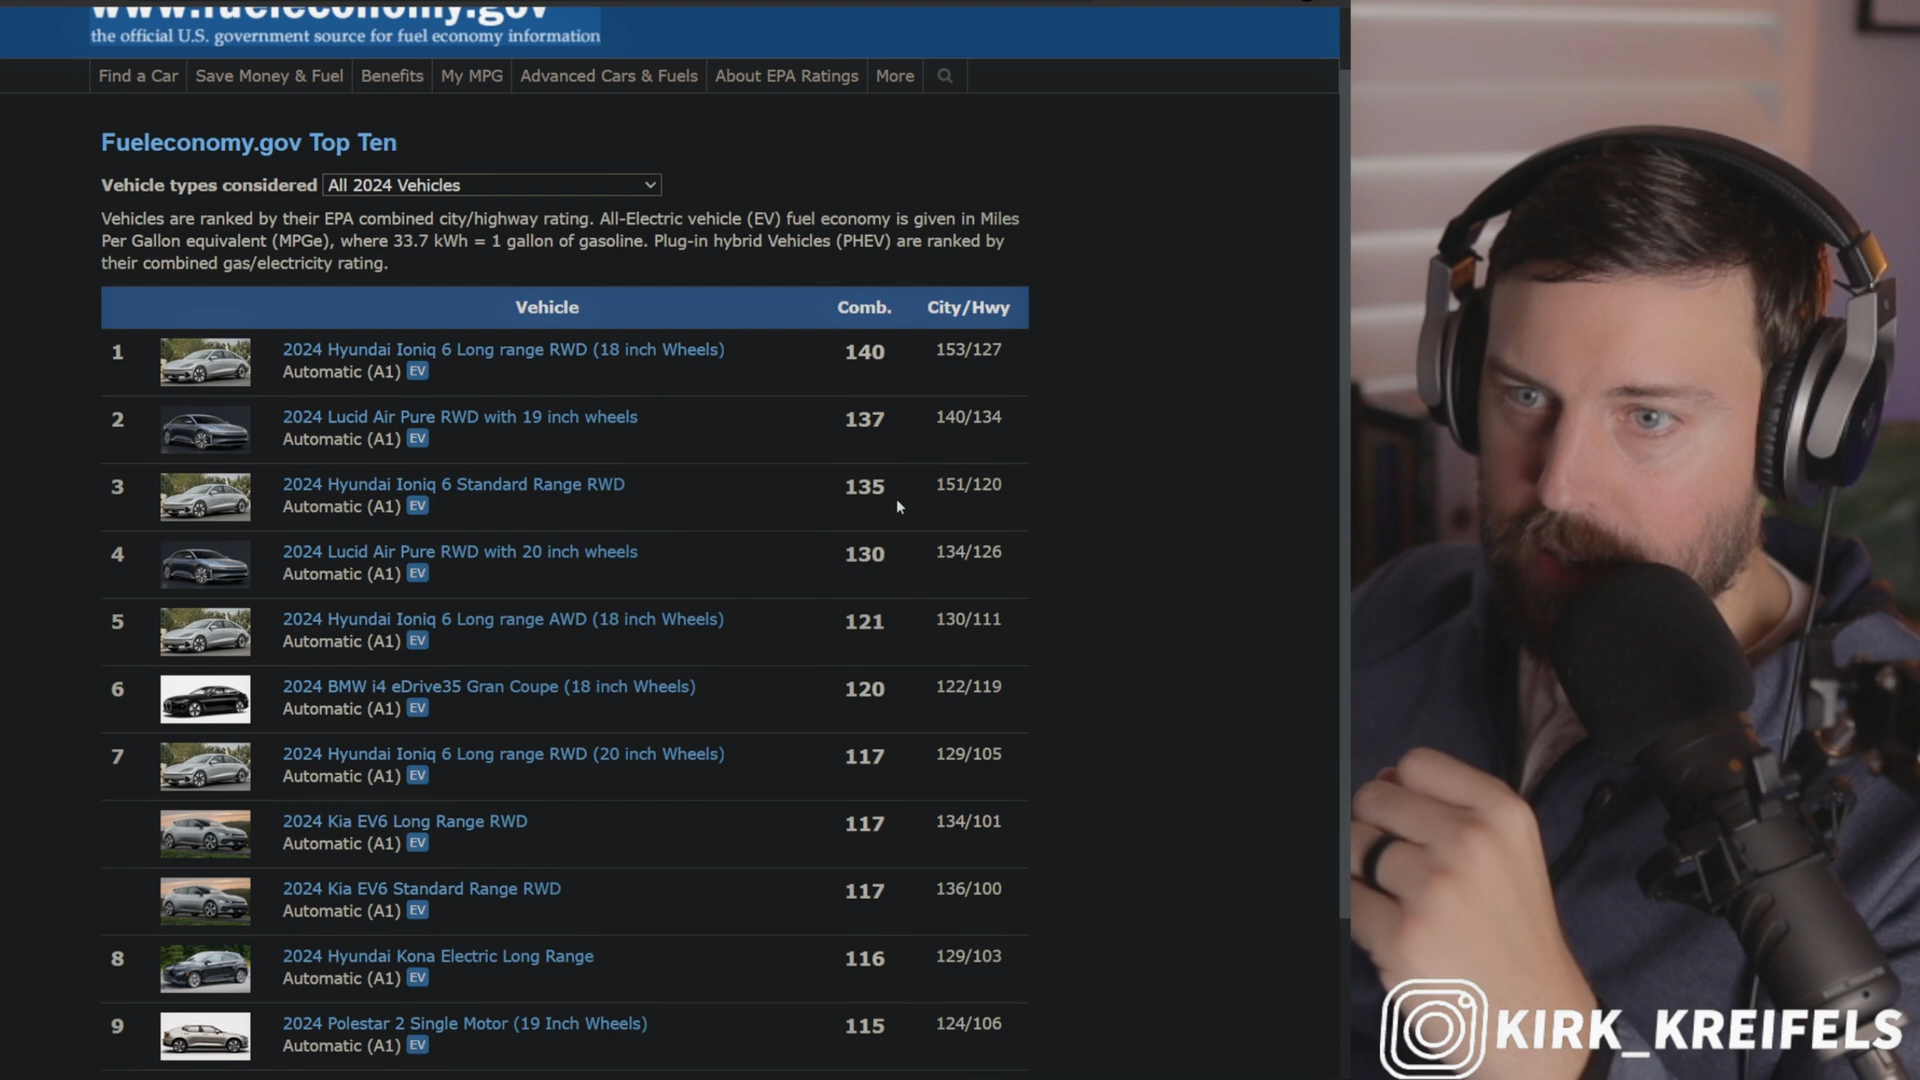 www.fueleconomy.gov
the official U.S. government source for fuel economy information
Find a Car Save Money & Fuel Benefits My MPG Advanced Cars & Fuels About EPA Ratings More
Fueleconomy.gov Top Ten
Vehicle types considered All 2024 Vehicles
Vehicles are ranked by their EPA combined city/highway rating. All-Electric vehicle (EV) fuel economy is given in Miles
Per Gallon equivalent (MPGe), where 33.7 kWh = 1 gallon of gasoline. Plug-in hybrid Vehicles (PHEV) are ranked by
their combined gas/electricity rating.
Vehicle Comb. City/Hwy
1 2024 Hyundai Ioniq 6 Long range RWD (18 inch Wheels) 140 153/127
Automatic (A1) EV
2 2024 Lucid Air Pure RWD with 19 inch wheels 137 140/134
Automatic (A1) EV
3 2024 Hyundai Ioniq 6 Standard Range RWD 135 151/120
Automatic (A1) EV
4 2024 Lucid Air Pure RWD with 20 inch wheels 130 134/126
Automatic (A1) EV
5 2024 Hyundai Ioniq 6 Long range AWD (18 inch Wheels) 121 130/111
Automatic (A1) EV
6 2024 BMW i4 eDrive35 Gran Coupe (18 inch Wheels) 120 122/119
Automatic (A1) EV
7 2024 Hyundai Ioniq 6 Long range RWD (20 inch Wheels) 117 129/105
Automatic (A1) EV
2024 Kia EV6 Long Range RWD 117 134/101
Automatic (A1) EV
2024 Kia EV6 Standard Range RWD 117 136/100
Automatic (A1) EV
8 2024 Hyundai Kona Electric Long Range 116 129/103
Automatic (A1) EV
9 2024 Polestar 2 Single Motor (19 Inch Wheels) 115 124/106
Automatic (A1) EV
KIRK_KREIFELS